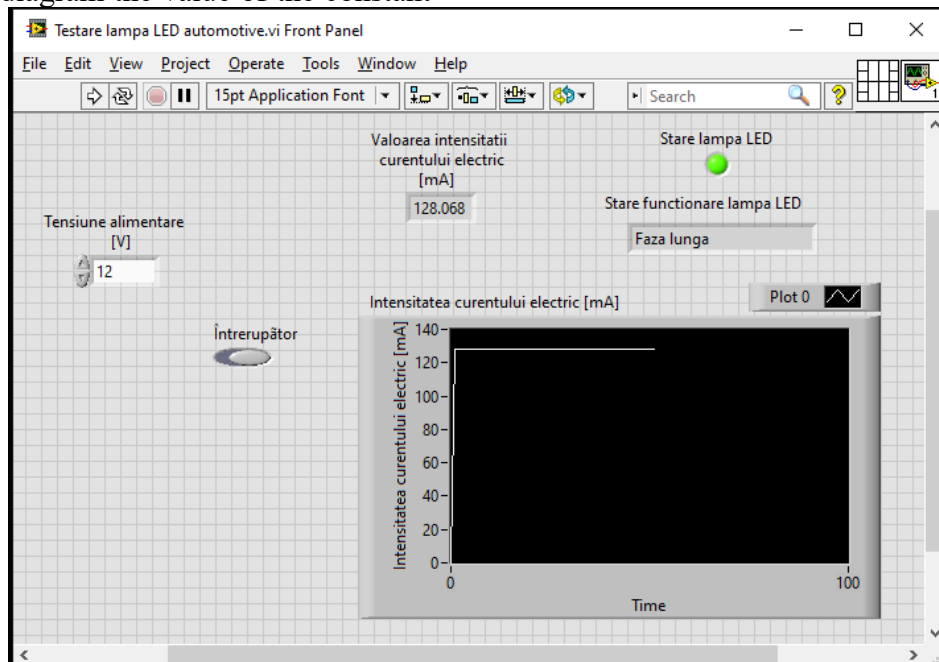 diagram the value of the constant
Testare lampa LED automotive.vi Front Panel
File Edit View Project Operate Tools Window Help
15pt Application Font
Search
1
Valoarea intensitatii
curentului electric
[mA]
128.068
Stare lampa LED
Stare functionare lampa LED
Faza lunga
Tensiune alimentare
[V]
12
Întrerupător
Intensitatea curentului electric [mA]
Plot 0
Intensitatea curentului electric [mA]
140
120
100
80
60
40
20
0
0
100
Time